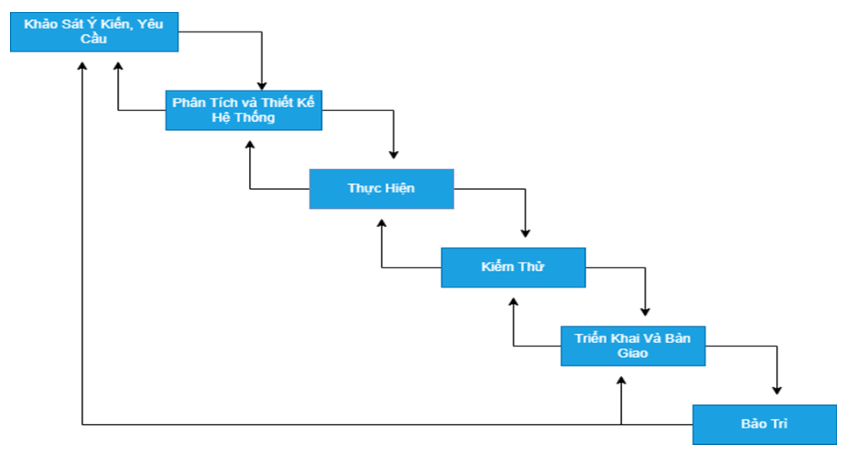 Khảo Sát Ý Kiến, Yêu
Cầu
Phân Tích và Thiết Kế
Hệ Thống
Thực Hiện
Kiểm Thử
Triển Khai Và Bàn
Giao
Bảo Trì